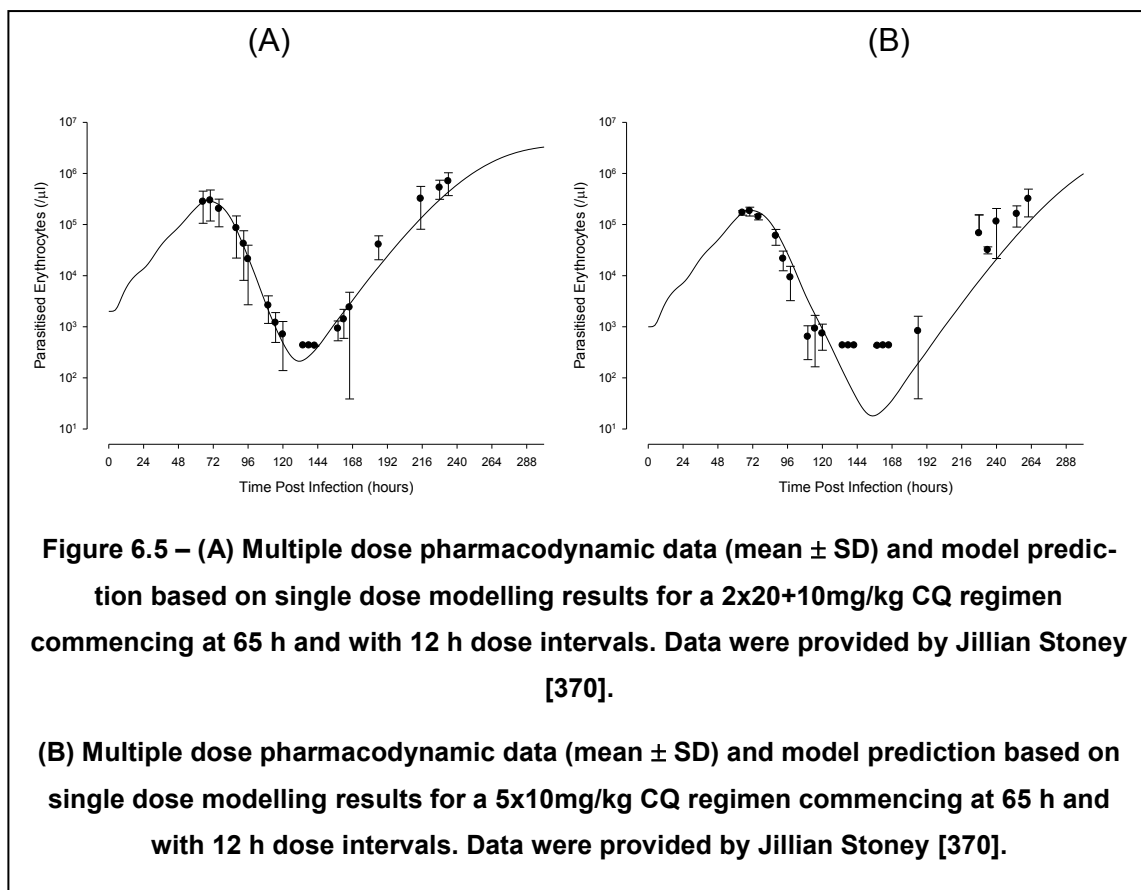 (A)
(B)
10⁷
10⁶
10⁵
10⁴
10³
10²
10¹
Parasitised Erythrocytes (/µl)
0 24 48 72 96 120 144 168 192 216 240 264 288
Time Post Infection (hours)
10⁷
10⁶
10⁵
10⁴
10³
10²
10¹
Parasitised Erythrocytes (/µl)
0 24 48 72 96 120 144 168 192 216 240 264 288
Time Post Infection (hours)
Figure 6.5 – (A) Multiple dose pharmacodynamic data (mean ± SD) and model predic-
tion based on single dose modelling results for a 2x20+10mg/kg CQ regimen
commencing at 65 h and with 12 h dose intervals. Data were provided by Jillian Stoney
[370].
(B) Multiple dose pharmacodynamic data (mean ± SD) and model prediction based on
single dose modelling results for a 5x10mg/kg CQ regimen commencing at 65 h and
with 12 h dose intervals. Data were provided by Jillian Stoney [370].